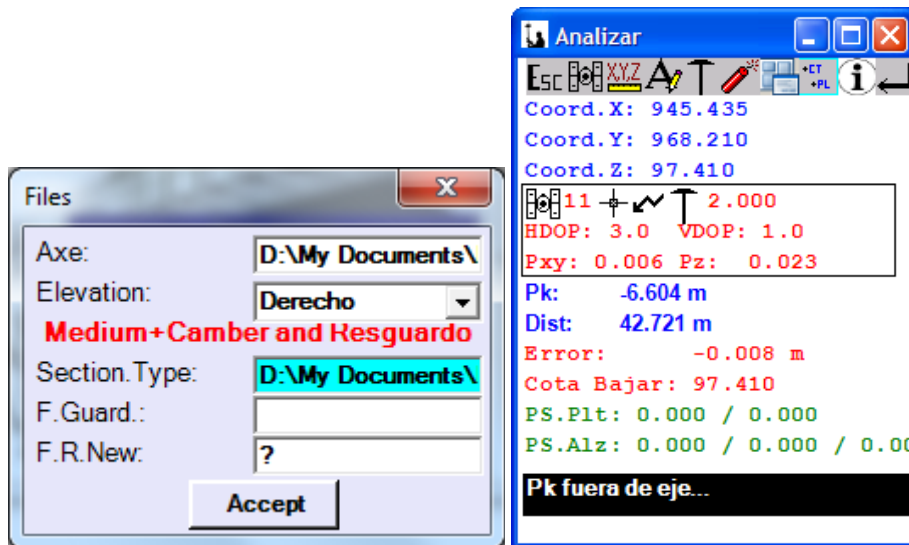 Files
Axe: D:\My Documents\
Elevation: Derecho
Medium+Camber and Resguardo
Section.Type: D:\My Documents\
F.Guard.:
F.R.New: ?
Accept
Analizar
Esc X,Y,Z A +CT +PL i
Coord.X: 945.435
Coord.Y: 968.210
Coord.Z: 97.410
11 2.000
HDOP: 3.0 VDOP: 1.0
Pxy: 0.006 Pz: 0.023
Pk: -6.604 m
Dist: 42.721 m
Error: -0.008 m
Cota Bajar: 97.410
PS.Plt: 0.000 / 0.000
PS.Alz: 0.000 / 0.000 / 0.00
Pk fuera de eje...